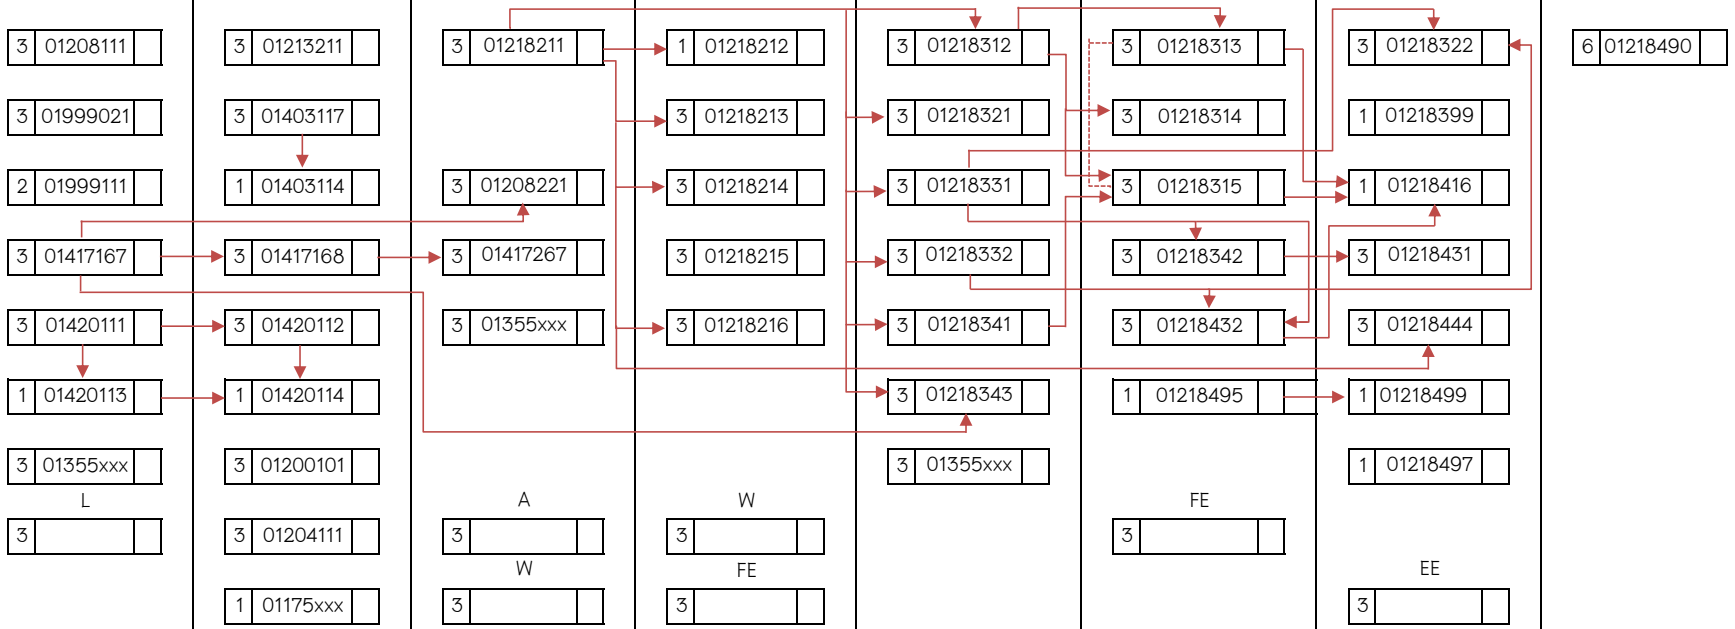 3 01208111 3 01213211 3 01218211 1 01218212 3 01218312 3 01218313 3 01218322 6 01218490
3 01999021 3 01403117 3 01218213 3 01218321 3 01218314 1 01218399
2 01999111 1 01403114 3 01208221 3 01218214 3 01218331 3 01218315 1 01218416
3 01417167 3 01417168 3 01417267 3 01218215 3 01218332 3 01218342 3 01218431
3 01420111 3 01420112 3 01355xxx 3 01218216 3 01218341 3 01218432 3 01218444
1 01420113 1 01420114 3 01218343 1 01218495 1 01218499
3 01355xxx 3 01200101 3 01355xxx 1 01218497
L A W FE
3 3 01204111 3 3 3
W FE EE
1 01175xxx 3 3 3